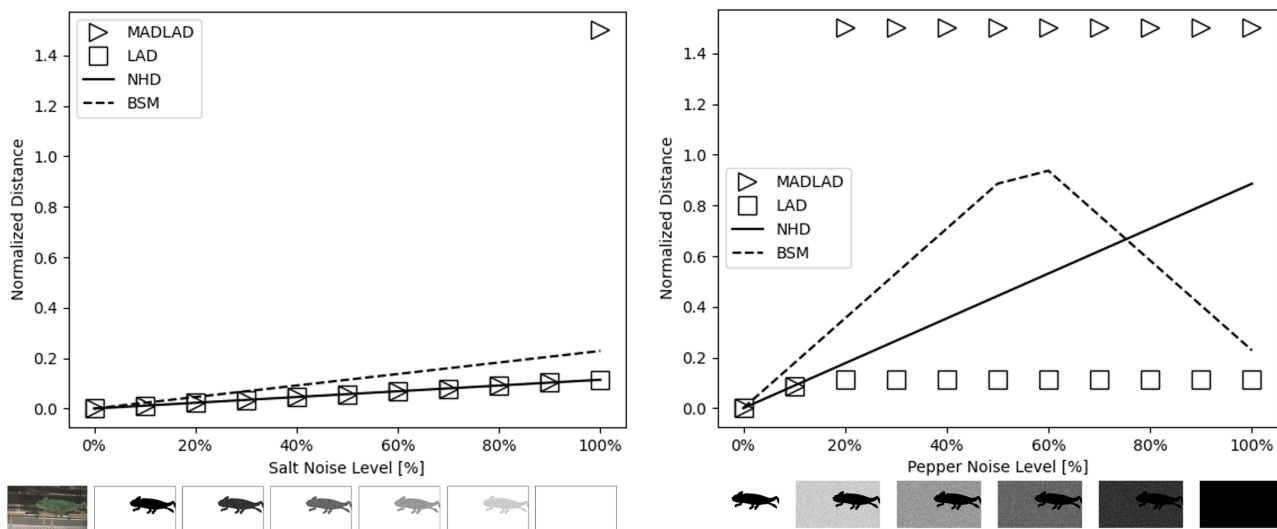 MADLAD
LAD
NHD
BSM
1.4
1.2
1.0
0.8
0.6
0.4
0.2
0.0
Normalized Distance
0% 20% 40% 60% 80% 100%
Salt Noise Level [%]
1.4
1.2
1.0
0.8
0.6
0.4
0.2
0.0
Normalized Distance
MADLAD
LAD
NHD
BSM
0% 20% 40% 60% 80% 100%
Pepper Noise Level [%]